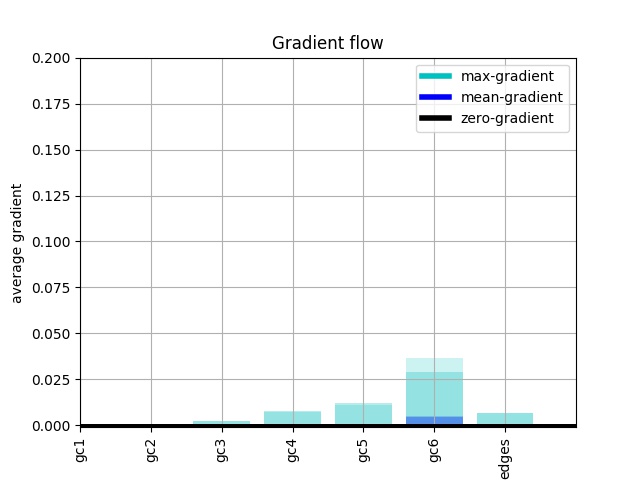 Gradient flow
max-gradient
mean-gradient
zero-gradient
average gradient
0.200
0.175
0.150
0.125
0.100
0.075
0.050
0.025
0.000
gc1
gc2
gc3
gc4
gc5
gc6
edges